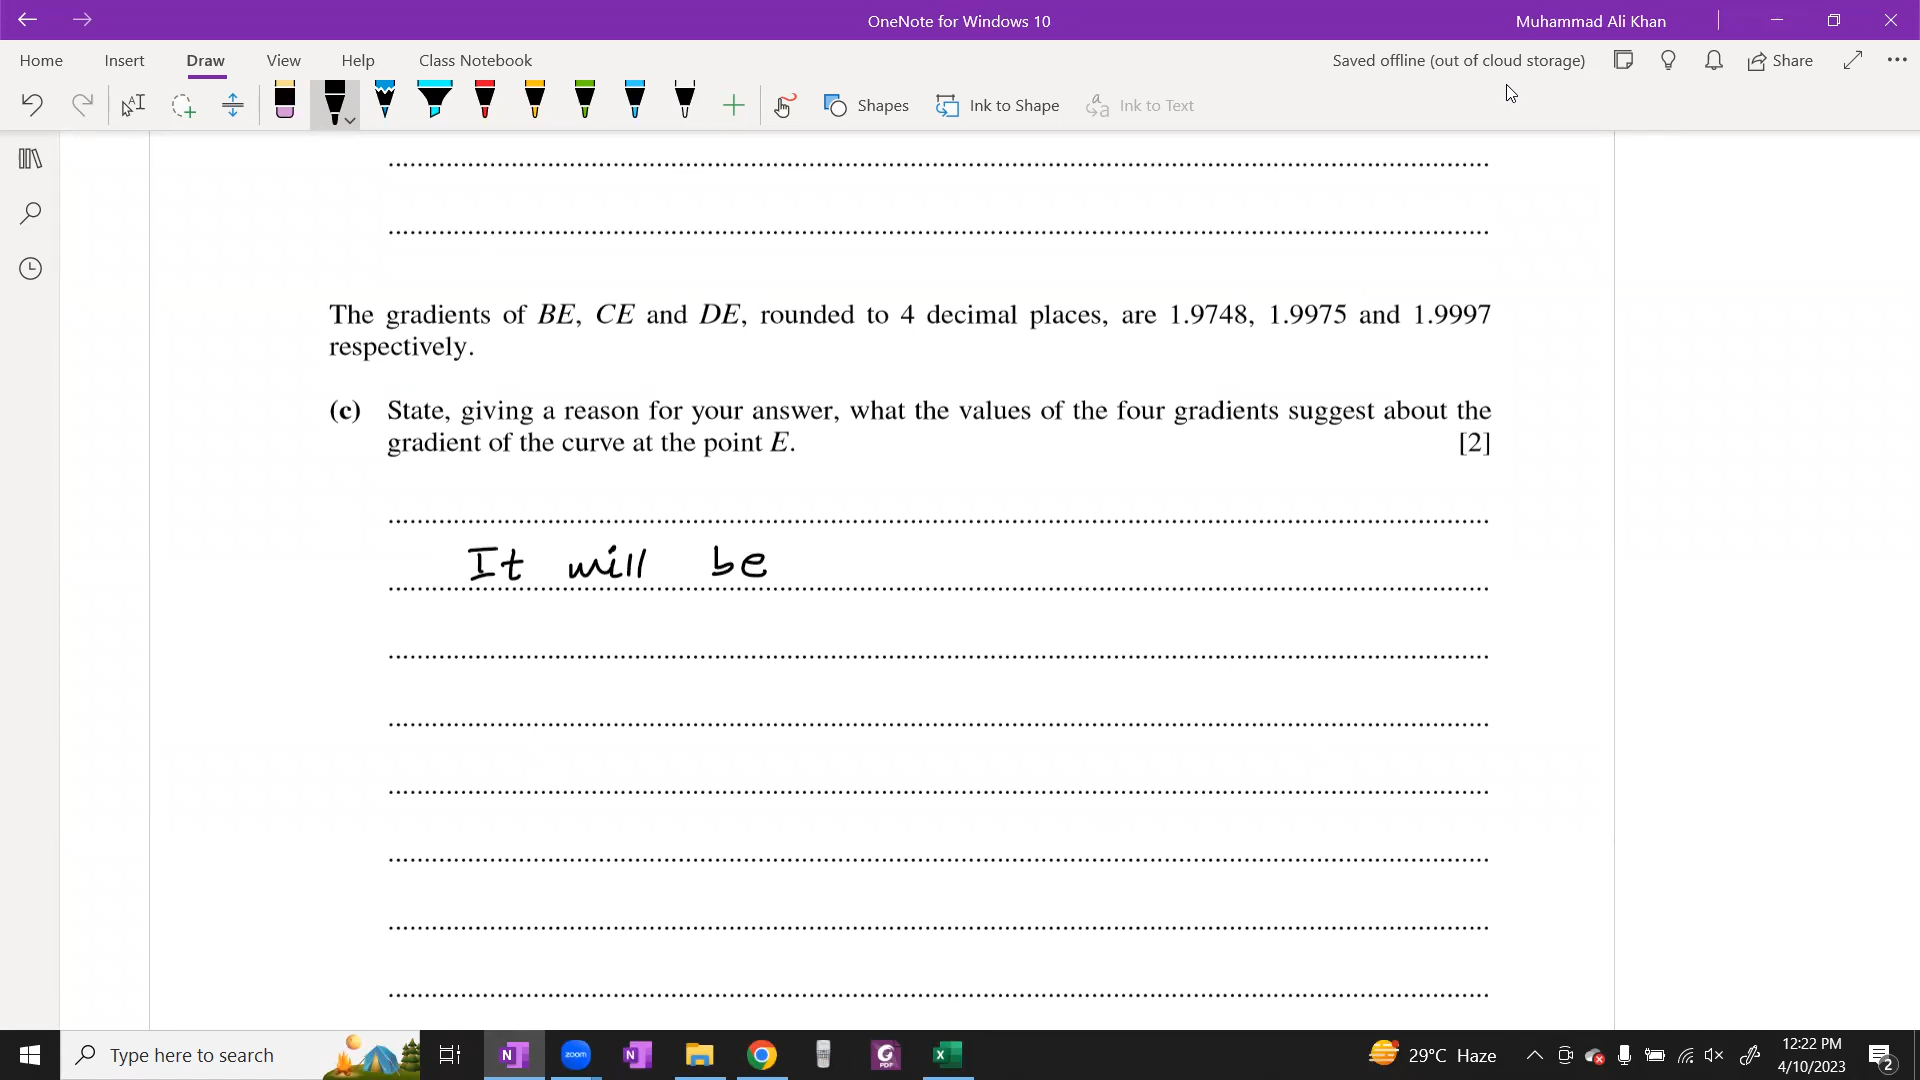 OneNote for Windows 10
Muhammad Ali Khan
Home Insert Draw View Help Class Notebook
Saved offline (out of cloud storage)
Share
Shapes Ink to Shape Ink to Text
The gradients of BE, CE and DE, rounded to 4 decimal places, are 1.9748, 1.9975 and 1.9997
respectively.
(c) State, giving a reason for your answer, what the values of the four gradients suggest about the
gradient of the curve at the point E. [2]
It will be
Type here to search
zoom
29°C Haze
12:22 PM
4/10/2023
2